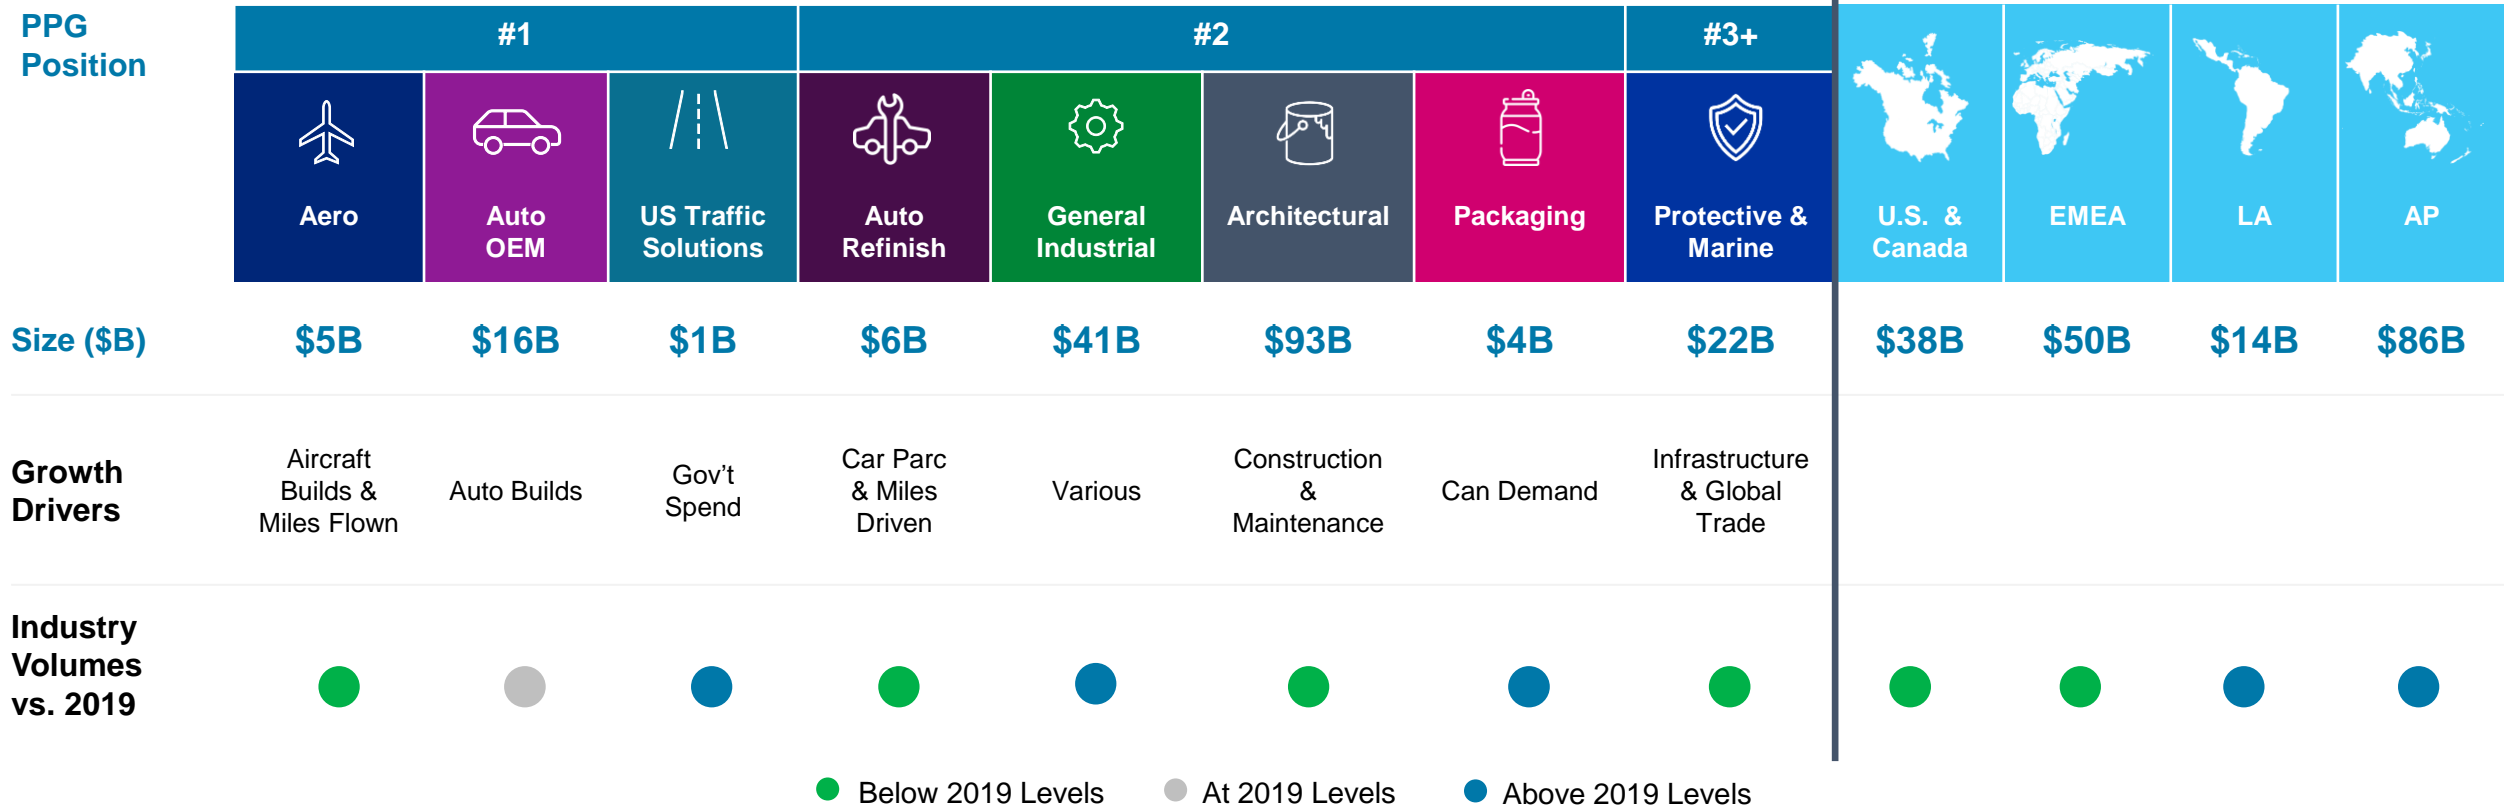 PPG
Position
#1
#2
#3+
Aero
Auto
OEM
US Traffic
Solutions
Auto
Refinish
General
Industrial
Architectural
Packaging
Protective &
Marine
U.S. &
Canada
EMEA
LA
AP
Size ($B)
$5B
$16B
$1B
$6B
$41B
$93B
$4B
$22B
$38B
$50B
$14B
$86B
Growth
Drivers
Aircraft
Builds &
Miles Flown
Auto Builds
Gov’t
Spend
Car Parc
& Miles
Driven
Various
Construction
&
Maintenance
Can Demand
Infrastructure
& Global
Trade
Industry
Volumes
vs. 2019
Below 2019 Levels
At 2019 Levels
Above 2019 Levels